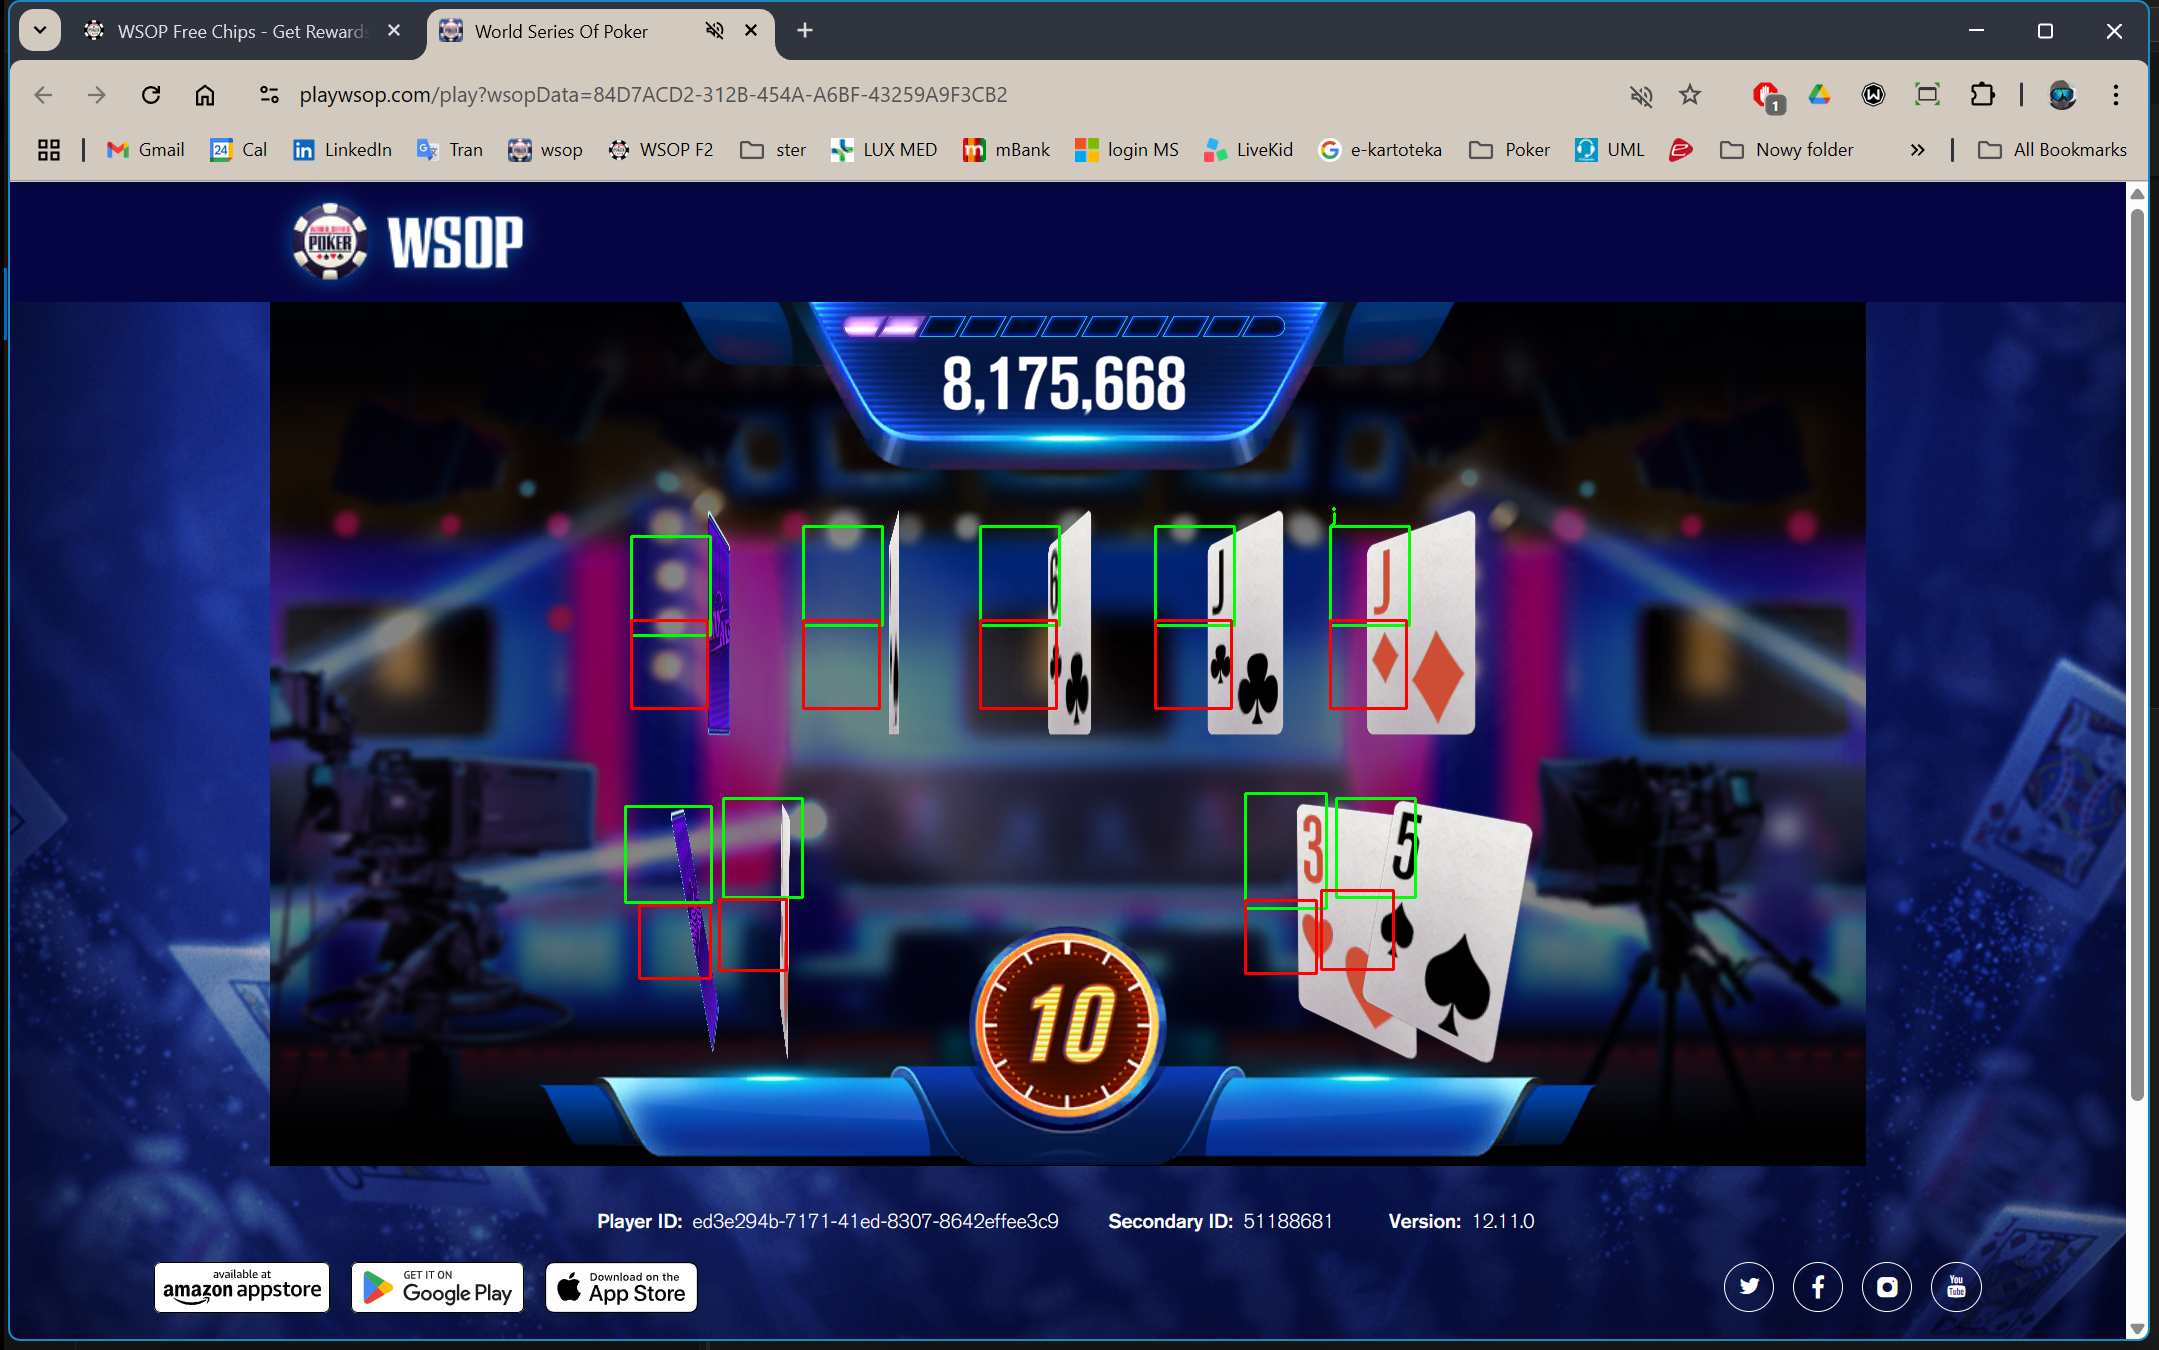 WSOP Free Chips - Get Rewards
World Series Of Poker
playwsop.com/play?wsopData=84D7ACD2-312B-454A-A6BF-43259A9F3CB2
1
24
Gmail
Cal
LinkedIn
Tran
wsop
WSOP F2
ster
LUX MED
mBank
login MS
LiveKid
e-kartoteka
Poker
UML
Nowy folder
All Bookmarks
WORLD SERIES
POKER
WSOP
8,175,668
j
6
J
J
3
5
10
Player ID: ed3e294b-7171-41ed-8307-8642effee3c9
Secondary ID: 51188681
Version: 12.11.0
available at
amazon appstore
GET IT ON
Google Play
Download on the
App Store
You
Tube